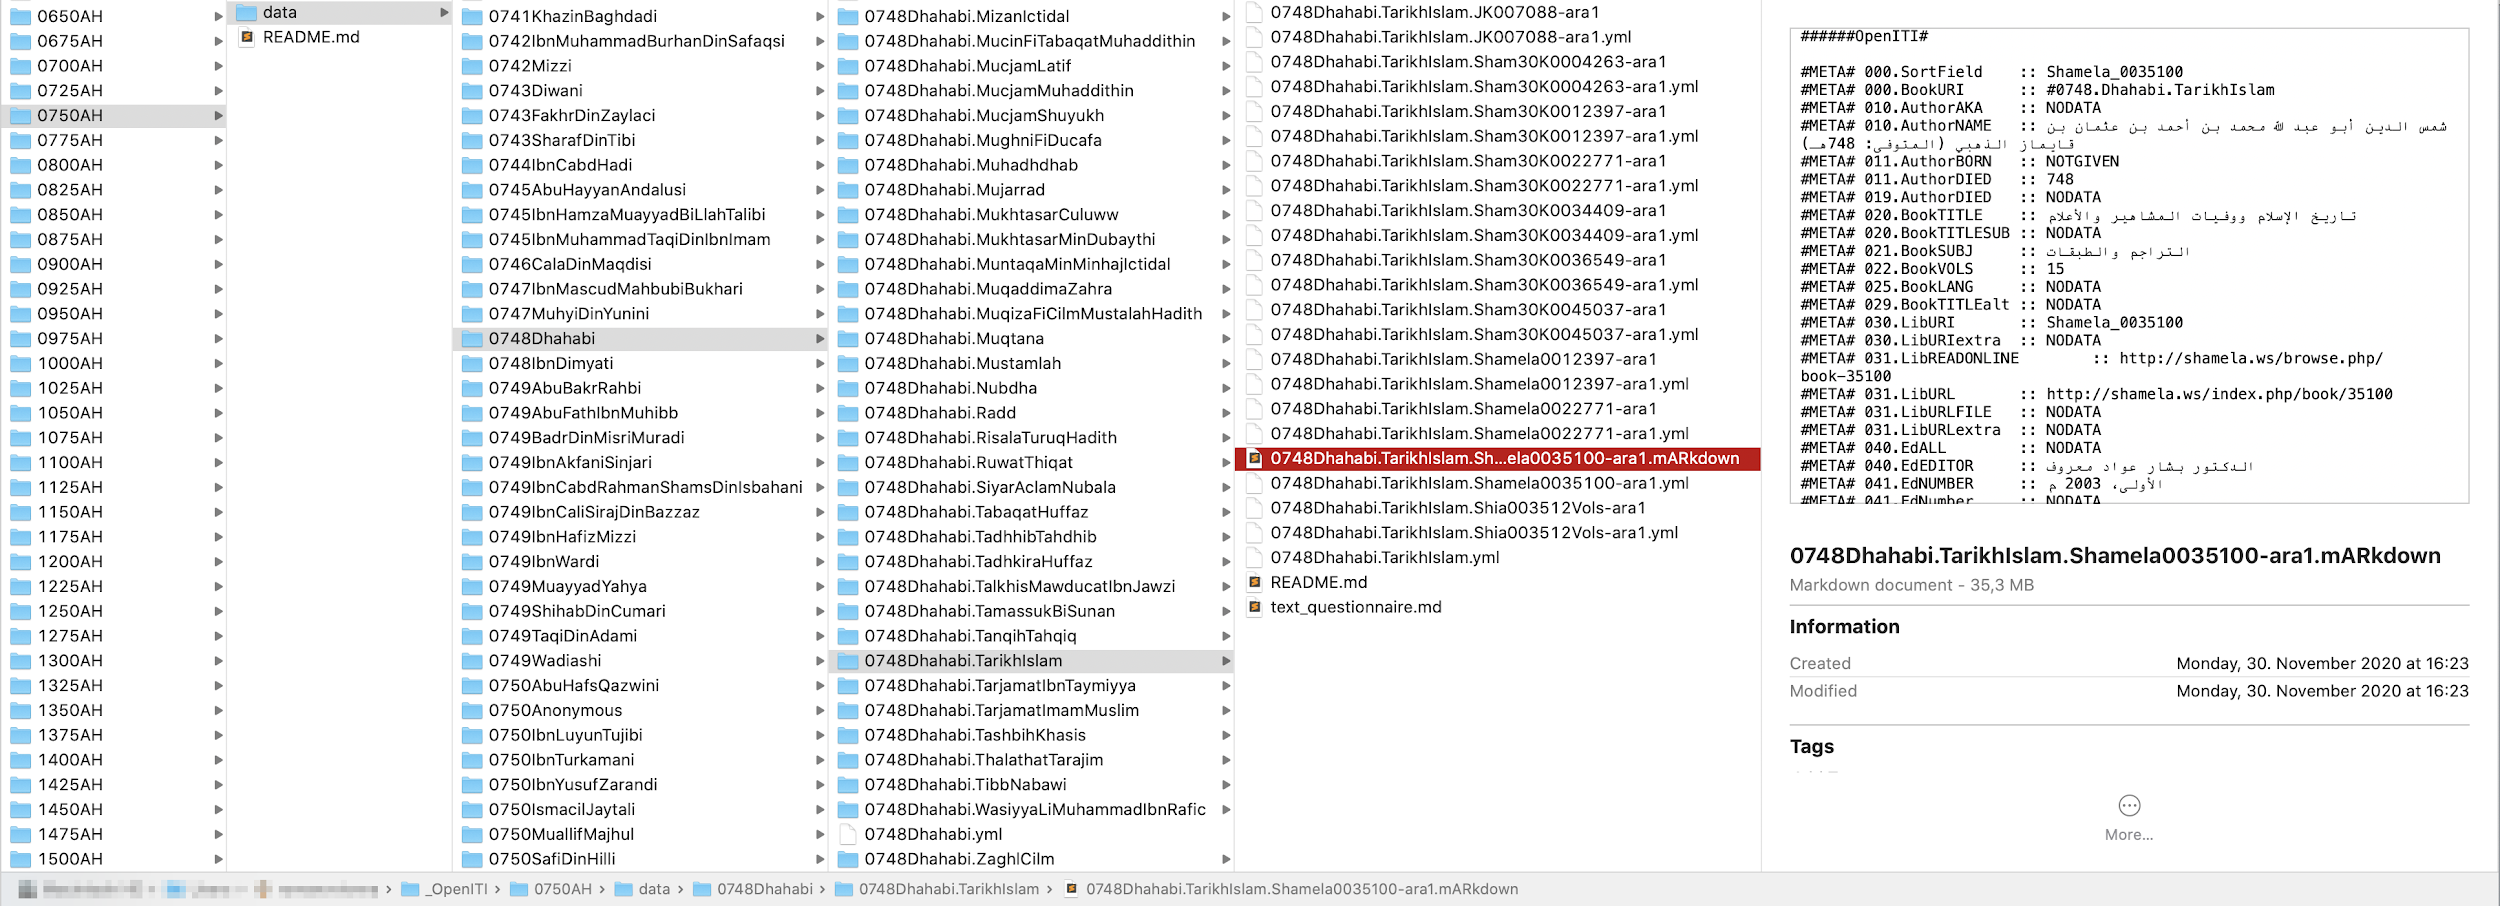 0650AH
0675AH
0700AH
0725AH
0750AH
0775AH
0800AH
0825AH
0850AH
0875AH
0900AH
0925AH
0950AH
0975AH
1000AH
1025AH
1050AH
1075AH
1100AH
1125AH
1150AH
1175AH
1200AH
1225AH
1250AH
1275AH
1300AH
1325AH
1350AH
1375AH
1400AH
1425AH
1450AH
1475AH
1500AH
data
README.md
0741KhazinBaghdadi
0742IbnMuhammadBurhanDinSafaqsi
0742Mizzi
0743Diwani
0743FakhrDinZaylaci
0743SharafDinTibi
0744IbnCabdHadi
0745AbuHayyanAndalusi
0745IbnHamzaMuayyadBiLlahTalibi
0745IbnMuhammadTaqiDinIbnImam
0746CalaDinMaqdisi
0747IbnMascudMahbubiBukhari
0747MuhyiDinYunini
0748Dhahabi
0748IbnDimyati
0749AbuBakrRahbi
0749AbuFathIbnMuhibb
0749BadrDinMisriMuradi
0749IbnAkfaniSinjari
0749IbnCabdRahmanShamsDinIsbahani
0749IbnCaliSirajDinBazzaz
0749IbnHafizMizzi
0749IbnWardi
0749MuayyadYahya
0749ShihabDinCumari
0749TaqiDinAdami
0749Wadiashi
0750AbuHafsQazwini
0750Anonymous
0750IbnLuyunTujibi
0750IbnTurkamani
0750IbnYusufZarandi
0750IsmacilJaytali
0750MuallifMajhul
0750SafiDinHilli
0748Dhahabi.MizanIctidal
0748Dhahabi.MucinFiTabaqatMuhaddithin
0748Dhahabi.MucjamLatif
0748Dhahabi.MucjamMuhaddithin
0748Dhahabi.MucjamShuyukh
0748Dhahabi.MughniFiDucafa
0748Dhahabi.Muhadhdhab
0748Dhahabi.Mujarrad
0748Dhahabi.MukhtasarCuluww
0748Dhahabi.MukhtasarMinDubaythi
0748Dhahabi.MuntaqaMinMinhajIctidal
0748Dhahabi.MuqaddimaZahra
0748Dhahabi.MuqizaFiCilmMustalahHadith
0748Dhahabi.Muqtana
0748Dhahabi.Mustamlah
0748Dhahabi.Nubdha
0748Dhahabi.Radd
0748Dhahabi.RisalaTuruqHadith
0748Dhahabi.RuwatThiqat
0748Dhahabi.SiyarAclamNubala
0748Dhahabi.TabaqatHuffaz
0748Dhahabi.TadhhibTahdhib
0748Dhahabi.TadhkiraHuffaz
0748Dhahabi.TalkhisMawducatIbnJawzi
0748Dhahabi.TamassukBiSunan
0748Dhahabi.TanqihTahqiq
0748Dhahabi.TarikhIslam
0748Dhahabi.TarjamatIbnTaymiyya
0748Dhahabi.TarjamatImamMuslim
0748Dhahabi.TashbihKhasis
0748Dhahabi.ThalathatTarajim
0748Dhahabi.TibbNabawi
0748Dhahabi.WasiyyaLiMuhammadIbnRafic
0748Dhahabi.yml
0748Dhahabi.ZaghlCilm
0748Dhahabi.TarikhIslam.JK007088-ara1
0748Dhahabi.TarikhIslam.JK007088-ara1.yml
0748Dhahabi.TarikhIslam.Sham30K0004263-ara1
0748Dhahabi.TarikhIslam.Sham30K0004263-ara1.yml
0748Dhahabi.TarikhIslam.Sham30K0012397-ara1
0748Dhahabi.TarikhIslam.Sham30K0012397-ara1.yml
0748Dhahabi.TarikhIslam.Sham30K0022771-ara1
0748Dhahabi.TarikhIslam.Sham30K0022771-ara1.yml
0748Dhahabi.TarikhIslam.Sham30K0034409-ara1
0748Dhahabi.TarikhIslam.Sham30K0034409-ara1.yml
0748Dhahabi.TarikhIslam.Sham30K0036549-ara1
0748Dhahabi.TarikhIslam.Sham30K0036549-ara1.yml
0748Dhahabi.TarikhIslam.Sham30K0045037-ara1
0748Dhahabi.TarikhIslam.Sham30K0045037-ara1.yml
0748Dhahabi.TarikhIslam.Shamela0012397-ara1
0748Dhahabi.TarikhIslam.Shamela0012397-ara1.yml
0748Dhahabi.TarikhIslam.Shamela0022771-ara1
0748Dhahabi.TarikhIslam.Shamela0022771-ara1.yml
0748Dhahabi.TarikhIslam.Sh...ela0035100-ara1.mARkdown
0748Dhahabi.TarikhIslam.Shamela0035100-ara1.yml
0748Dhahabi.TarikhIslam.Shia003512Vols-ara1
0748Dhahabi.TarikhIslam.Shia003512Vols-ara1.yml
0748Dhahabi.TarikhIslam.yml
README.md
text_questionnaire.md
######OpenITI#
#META# 000.SortField :: Shamela_0035100
#META# 000.BookURI :: #0748.Dhahabi.TarikhIslam
#META# 010.AuthorAKA :: NODATA
#META# 010.AuthorNAME :: شمس الدين أبو عبد الله محمد بن أحمد بن عثمان بن
قايماز الذهبي (المتوفى: 748هـ)
#META# 011.AuthorBORN :: NOTGIVEN
#META# 011.AuthorDIED :: 748
#META# 019.AuthorDIED :: NODATA
#META# 020.BookTITLE :: تاريخ الإسلام ووفيات المشاهير والأعلام
#META# 020.BookTITLESUB :: NODATA
#META# 021.BookSUBJ :: التراجم والطبقات
#META# 022.BookVOLS :: 15
#META# 025.BookLANG :: NODATA
#META# 029.BookTITLEalt :: NODATA
#META# 030.LibURI :: Shamela_0035100
#META# 030.LibURIextra :: NODATA
#META# 031.LibREADONLINE :: http://shamela.ws/browse.php/
book-35100
#META# 031.LibURL :: http://shamela.ws/index.php/book/35100
#META# 031.LibURLFILE :: NODATA
#META# 031.LibURLextra :: NODATA
#META# 040.EdALL :: NODATA
#META# 040.EdEDITOR :: الدكتور بشار عواد معروف
#META# 041.EdNUMBER :: الأولى، 2003 م
#META# 041.EdNumber :: NODATA
0748Dhahabi.TarikhIslam.Shamela0035100-ara1.mARkdown
Markdown document - 35,3 MB
Information
Created Monday, 30. November 2020 at 16:23
Modified Monday, 30. November 2020 at 16:23
Tags
More...
_OpenITI › 0750AH › data › 0748Dhahabi › 0748Dhahabi.TarikhIslam › 0748Dhahabi.TarikhIslam.Shamela0035100-ara1.mARkdown